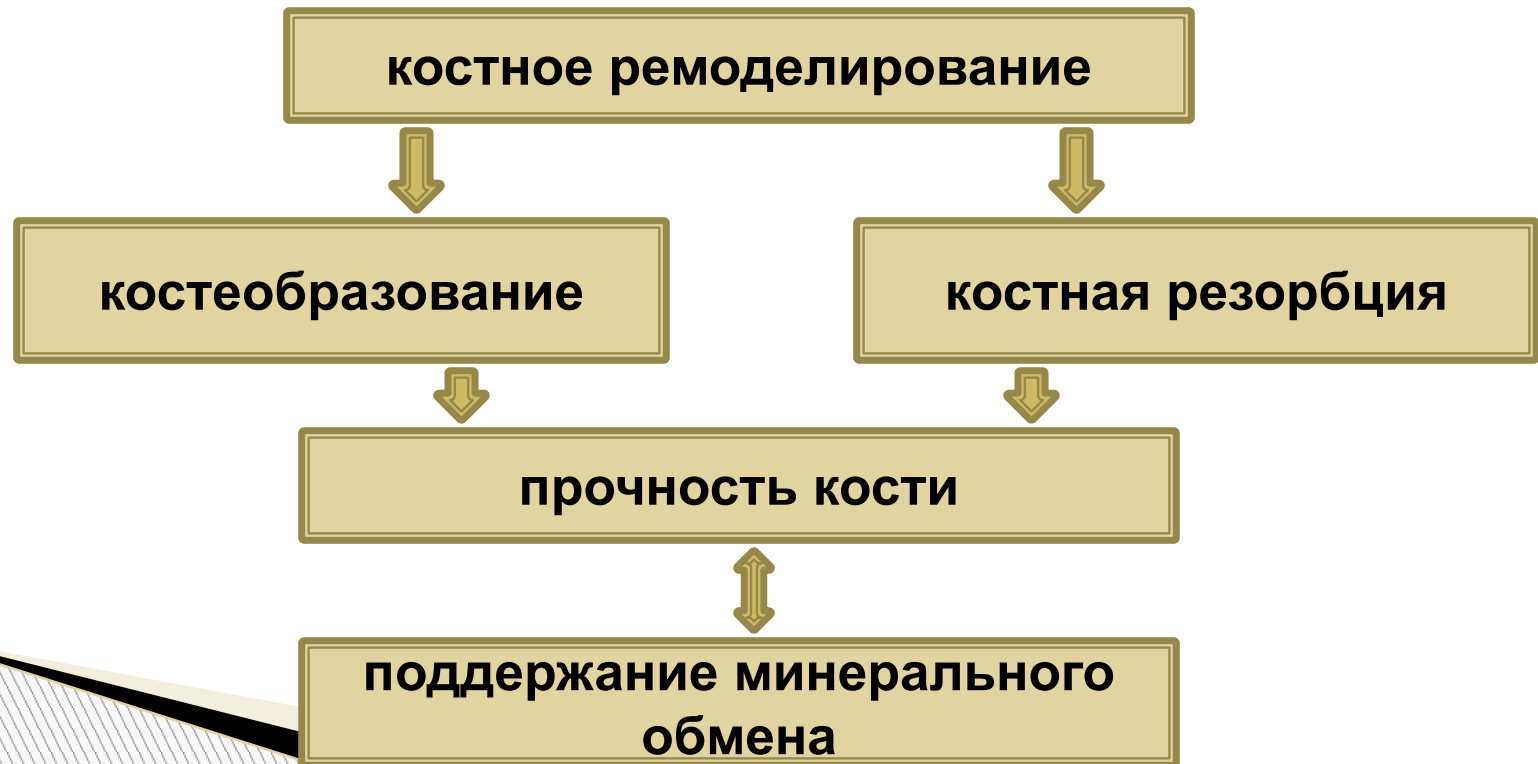 костное ремоделирование
костеобразование
костная резорбция
прочность кости
поддержание минерального
обмена